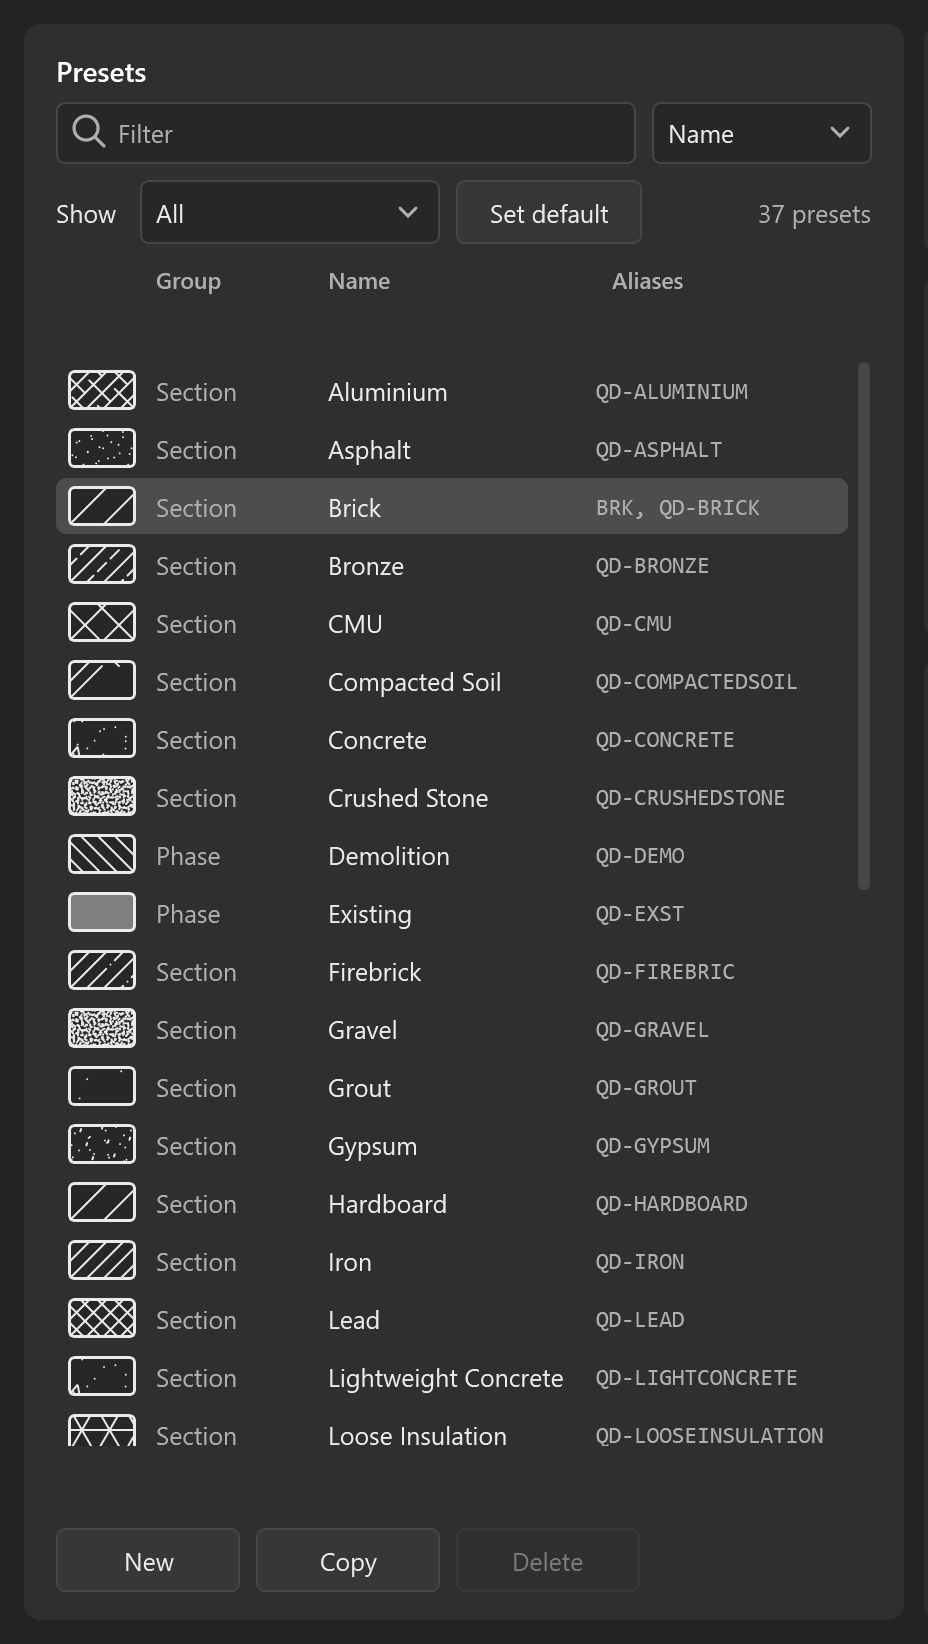 Presets
Filter Name
Show All Set default 37 presets
Group Name Aliases
Section Aluminium QD-ALUMINIUM
Section Asphalt QD-ASPHALT
Section Brick BRK, QD-BRICK
Section Bronze QD-BRONZE
Section CMU QD-CMU
Section Compacted Soil QD-COMPACTEDSOIL
Section Concrete QD-CONCRETE
Section Crushed Stone QD-CRUSHEDSTONE
Phase Demolition QD-DEMO
Phase Existing QD-EXST
Section Firebrick QD-FIREBRIC
Section Gravel QD-GRAVEL
Section Grout QD-GROUT
Section Gypsum QD-GYPSUM
Section Hardboard QD-HARDBOARD
Section Iron QD-IRON
Section Lead QD-LEAD
Section Lightweight Concrete QD-LIGHTCONCRETE
Section Loose Insulation QD-LOOSEINSULATION
New Copy Delete